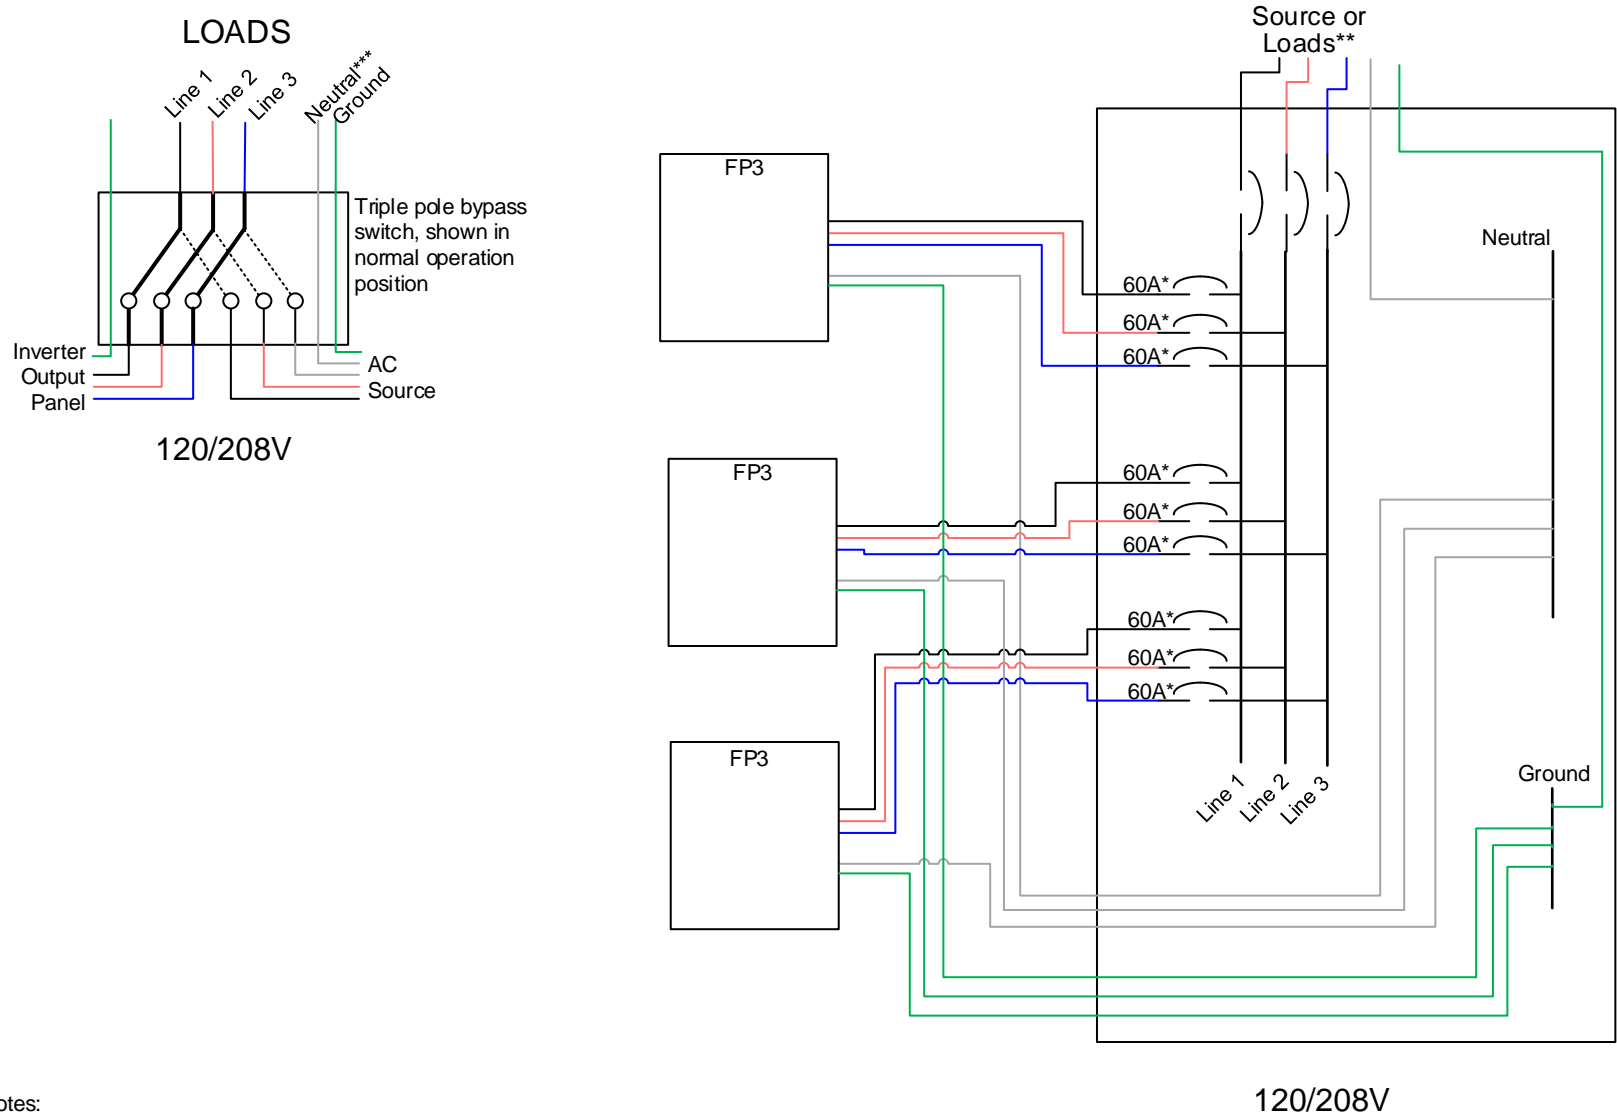 LOADS
Line 1
Line 2
Line 3
Neutral***
Ground
Triple pole bypass
switch, shown in
normal operation
position
Inverter
Output
Panel
AC
Source
120/208V
Source or
Loads**
FP3
60A*
60A*
60A*
Neutral
FP3
60A*
60A*
60A*
60A*
60A*
60A*
FP3
Line 1
Line 2
Line 3
Ground
120/208V
otes: